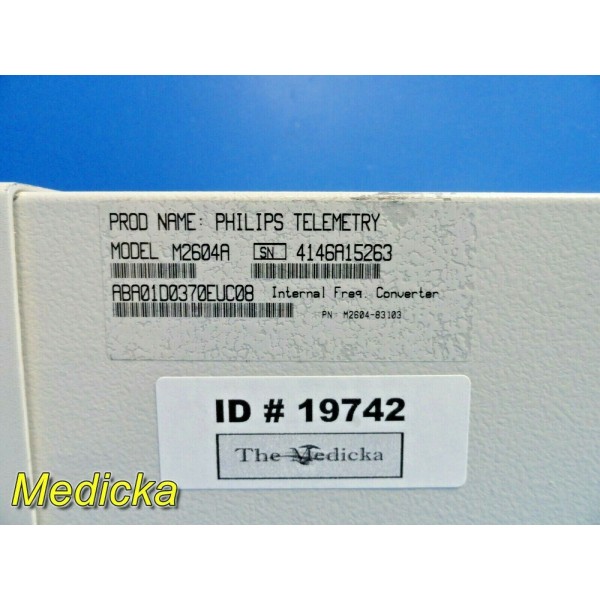 PROD NAME: PHILIPS TELEMETRY
MODEL M2604A SN 4146A15263
ABA01D0370EUC08 Internal Freq. Converter
PN: M2604-83103
ID # 19742
The Medicka
Medicka